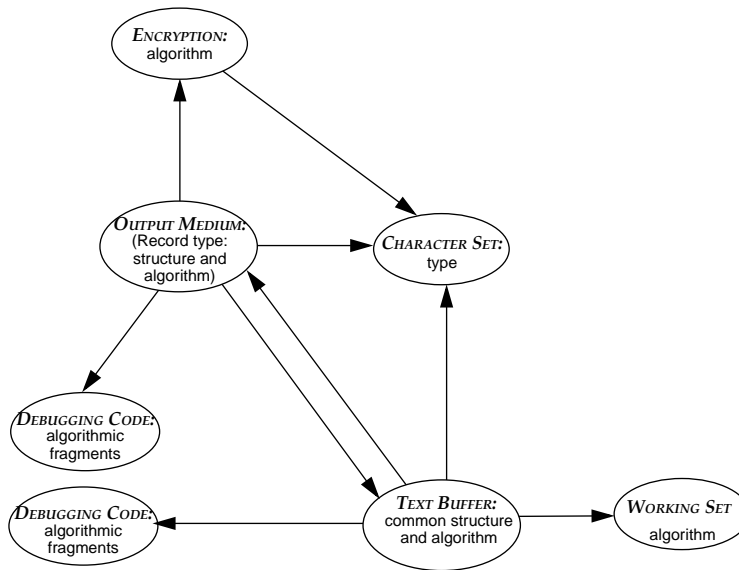 ENCRYPTION:
algorithm
OUTPUT MEDIUM:
(Record type:
structure and
algorithm)
CHARACTER SET:
type
DEBUGGING CODE:
algorithmic
fragments
DEBUGGING CODE:
algorithmic
fragments
TEXT BUFFER:
common structure
and algorithm
WORKING SET
algorithm